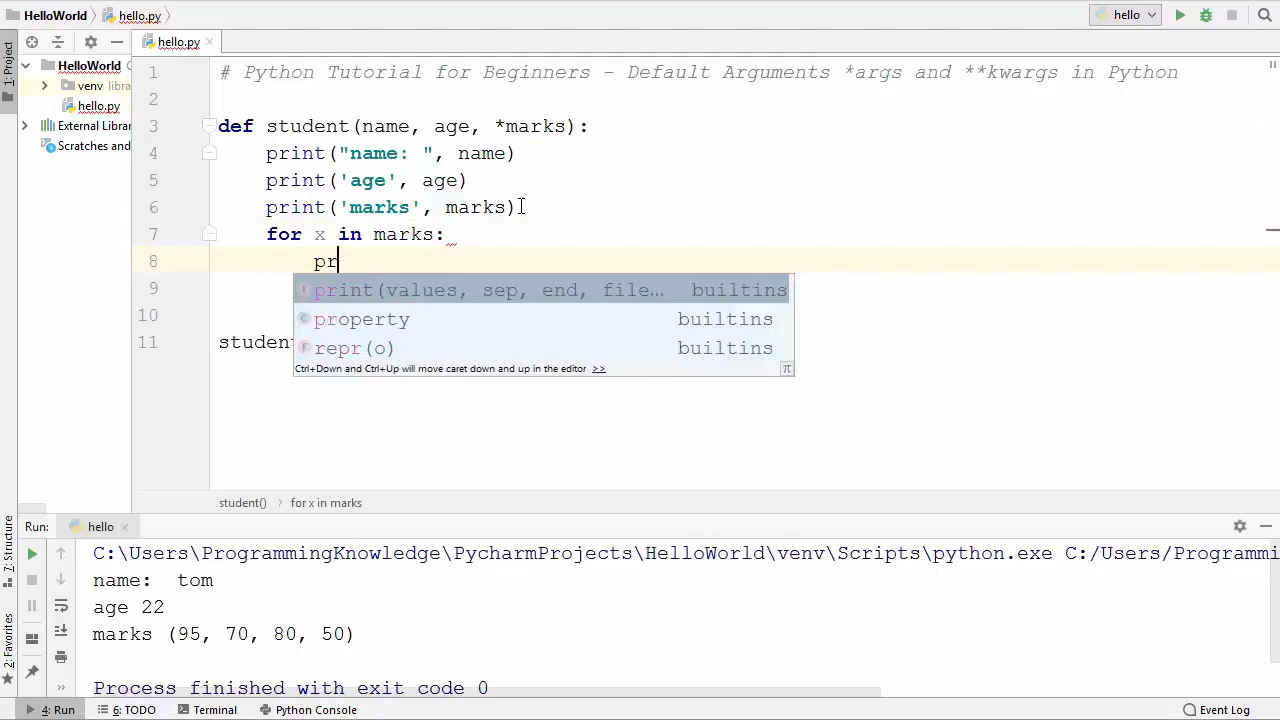 HelloWorld hello.py hello
1: Project hello.py
HelloWorld
venv libra
hello.py
External Librar
Scratches and
1 # Python Tutorial for Beginners - Default Arguments *args and **kwargs in Python
2
3 def student(name, age, *marks):
4 print("name: ", name)
5 print('age', age)
6 print('marks', marks)
7 for x in marks:
8 pr
9 print(values, sep, end, file… builtins
10 property builtins
repr(o) builtins
11 student
Ctrl+Down and Ctrl+Up will move caret down and up in the editor >> π
student() for x in marks
Run: hello
C:\Users\ProgrammingKnowledge\PycharmProjects\HelloWorld\venv\Scripts\python.exe C:/Users/Programmi
name: tom
age 22
marks (95, 70, 80, 50)
Process finished with exit code 0
7: Structure
2: Favorites
4: Run 6: TODO Terminal Python Console Event Log